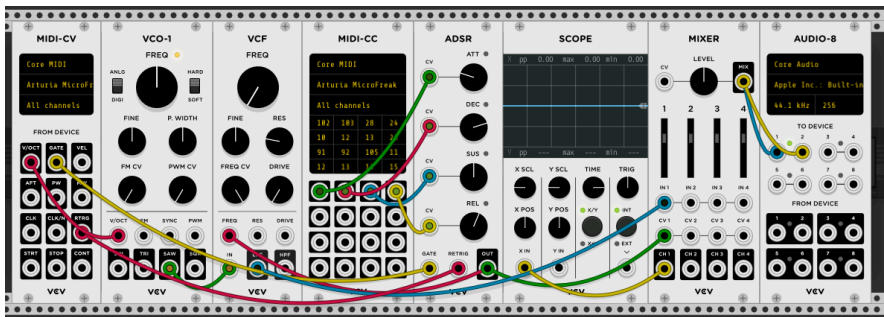 MIDI-CV
Core MIDI
Arturia MicroFr
All channels
FROM DEVICE
V/OCT GATE VEL
AFT PW
CLK CLK/N RTRG
STRT STOP CONT
VCV
VCO-1
FREQ
ANLG HARD
DIGI SOFT
FINE P. WIDTH
FM CV PWM CV
V/OCT FM SYNC PWM
TRI SAW
VCV
VCF
FREQ
FINE RES
FREQ CV DRIVE
FREQ RES DRIVE
IN HPF
VCV
MIDI-CC
Core MIDI
Arturia MicroFreak
All channels
102 103 28 24
10 12 13
91 92 105 11
12 13 15
ADSR
ATT
CV
DEC
CV
SUS
CV
REL
CV
GATE RETRIG OUT
VCV
SCOPE
X pp 0.00 max 0.00 min 0.00
Y pp --- max --- min ---
X SCL Y SCL TIME TRIG
X POS Y POS X/Y INT
EXT
X IN Y IN
VCV
MIXER
LEVEL
CV MIX
1 2 3 4
IN 1 IN 2 IN 3 IN 4
CV 1 CV 2 CV 3 CV 4
CH 1 CH 2 CH 3 CH 4
VCV
AUDIO-8
Core Audio
Apple Inc.: Built-in
44.1 kHz 256
TO DEVICE
1 2 3 4
5 6 7 8
FROM DEVICE
1 2 3 4
5 6 7 8
VCV